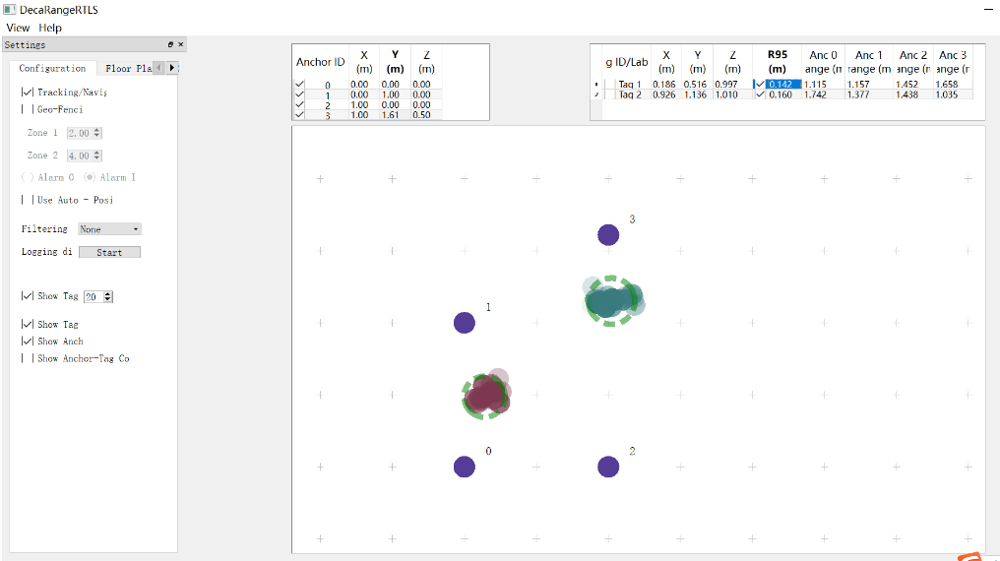 DecaRangeRTLS
View Help
Settings
Configuration Floor Pla
Tracking/Navig
Geo-Fenci
Zone 1 2.00
Zone 2 4.00
Alarm O Alarm I
Use Auto - Posi
Filtering None
Logging di Start
Show Tag 20
Show Tag
Show Anch
Show Anchor-Tag Co
Anchor ID X (m) Y (m) Z (m)
0 0.00 0.00 0.00
1 0.00 1.00 0.00
2 1.00 0.00 0.00
3 1.00 1.61 0.50
g ID/Lab X (m) Y (m) Z (m) R95 (m) Anc 0 ange (n Anc 1 range (m Anc 2 ange (n Anc 3 ange (r
Tag 1 0.186 0.516 0.997 0.142 1.115 1.157 1.452 1.658
Tag 2 0.926 1.136 1.010 0.160 1.742 1.377 1.438 1.035
3
1
0
2